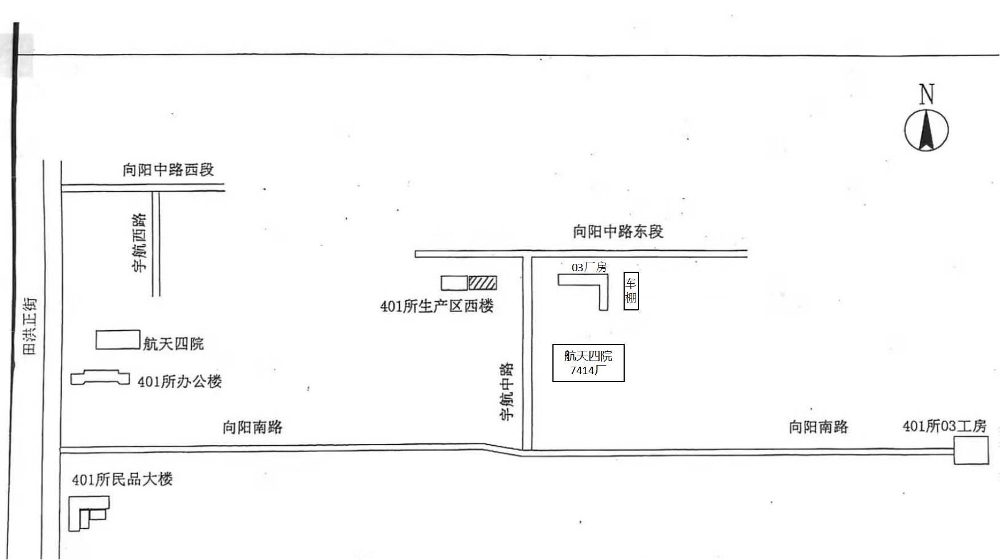 N
向阳中路西段
宇航西路
向阳中路东段
03厂房
车
棚
401所生产区西楼
田洪正街
航天四院
航天四院
7414厂
401所办公楼
宇航中路
向阳南路
向阳南路
401所03工房
401所民品大楼